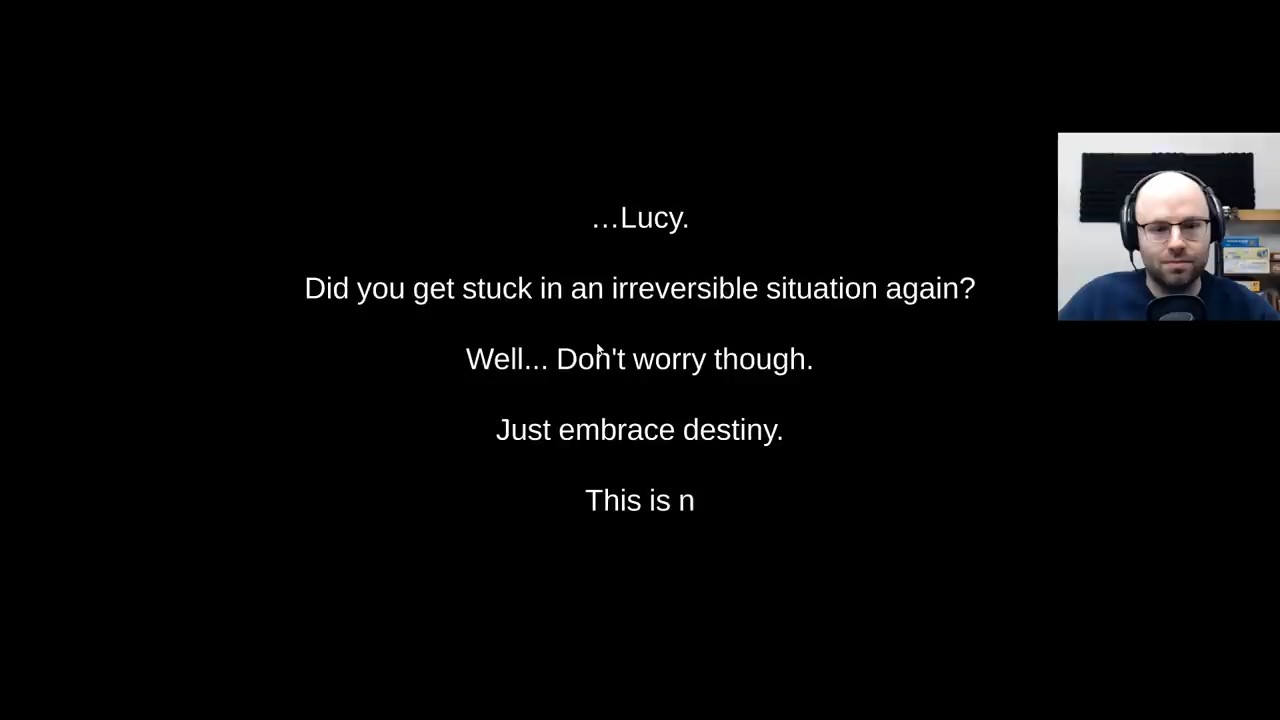 …Lucy.
Did you get stuck in an irreversible situation again?
Well... Don't worry though.
Just embrace destiny.
This is n